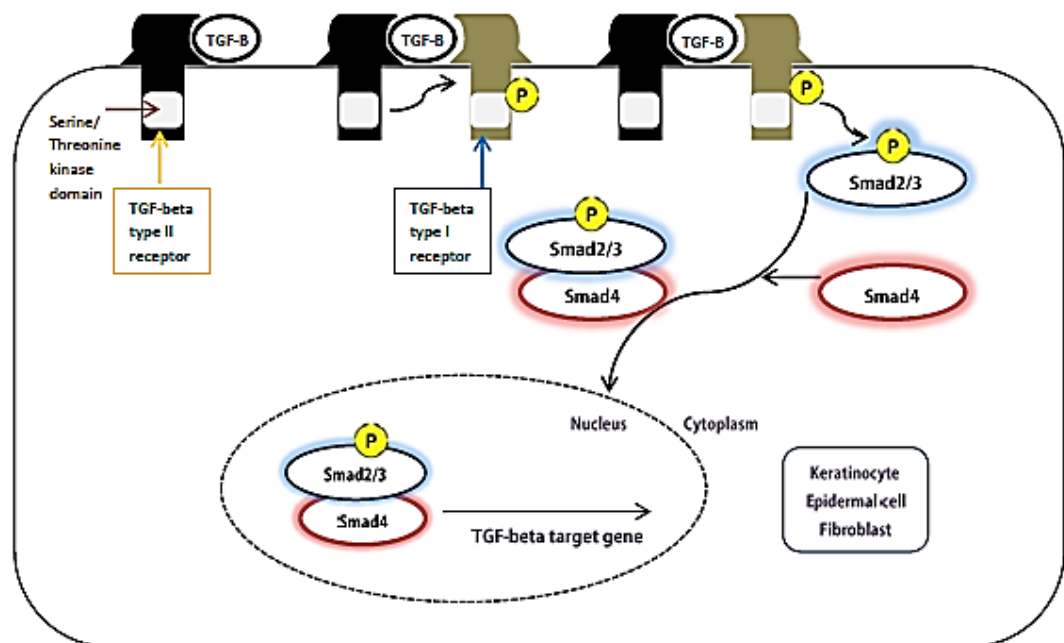 TGF-B
TGF-B
TGF-B
P
P
Serine/
Threonine
kinase
domain
P
Smad2/3
TGF-beta
type II
receptor
TGF-beta
type I
receptor
P
Smad2/3
Smad4
Smad4
Nucleus
Cytoplasm
P
Smad2/3
Smad4
TGF-beta target gene
Keratinocyte
Epidermal cell
Fibroblast